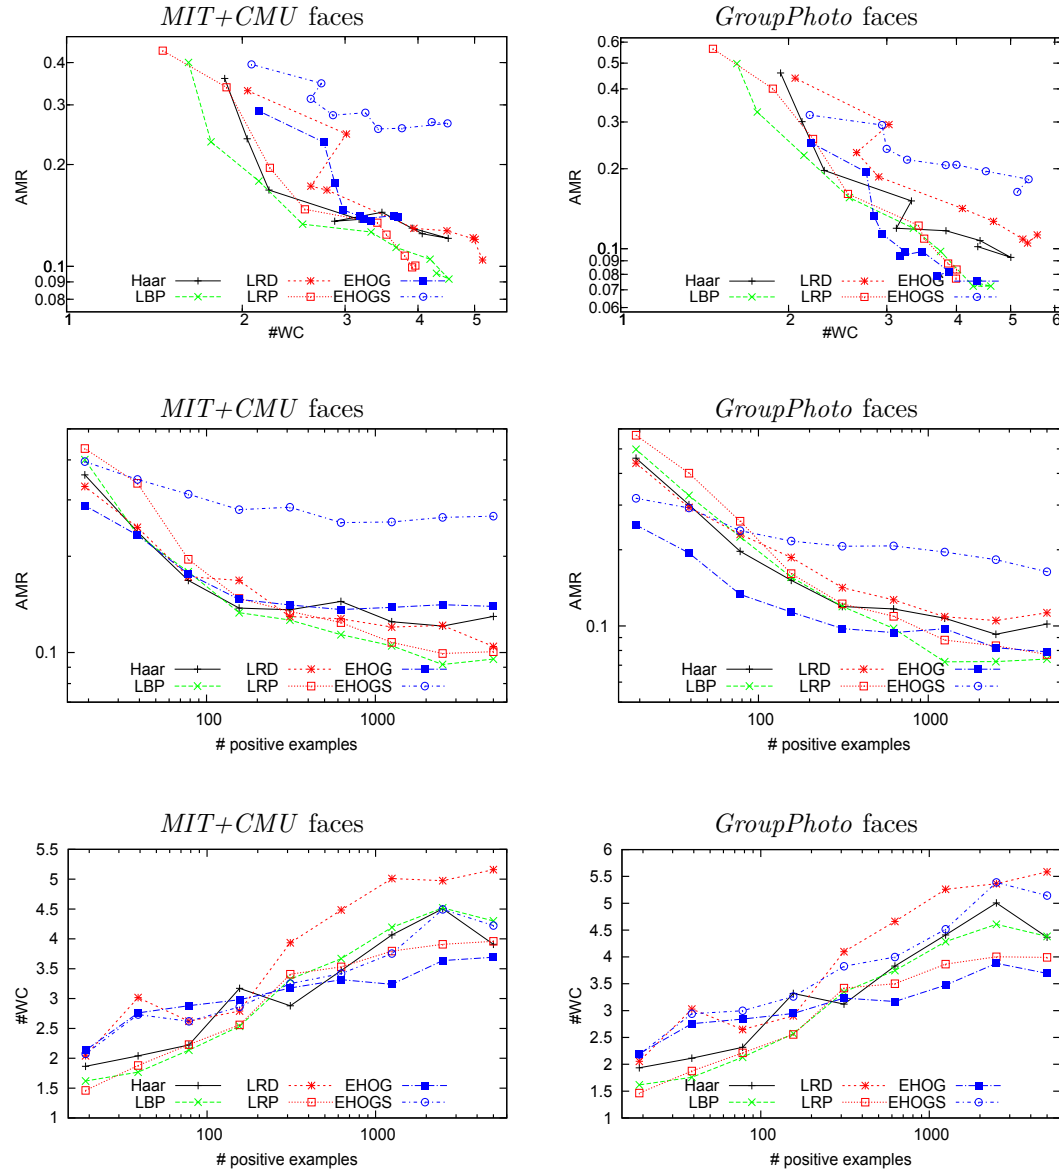 MIT+CMU faces
0.4
0.3
0.2
0.1
0.09
0.08
AMR
Haar
LBP
LRD
LRP
EHOG
EHOGS
1
2
3
4
5
#WC
GroupPhoto faces
0.6
0.5
0.4
0.3
0.2
0.1
0.09
0.08
0.07
0.06
AMR
Haar
LBP
LRD
LRP
EHOG
EHOGS
1
2
3
4
5
6
#WC
MIT+CMU faces
0.1
AMR
Haar
LBP
LRD
LRP
EHOG
EHOGS
100
1000
# positive examples
GroupPhoto faces
0.1
AMR
Haar
LBP
LRD
LRP
EHOG
EHOGS
100
1000
# positive examples
MIT+CMU faces
5.5
5
4.5
4
3.5
3
2.5
2
1.5
1
#WC
Haar
LBP
LRD
LRP
EHOG
EHOGS
100
1000
# positive examples
GroupPhoto faces
6
5.5
5
4.5
4
3.5
3
2.5
2
1.5
1
#WC
Haar
LBP
LRD
LRP
EHOG
EHOGS
100
1000
# positive examples